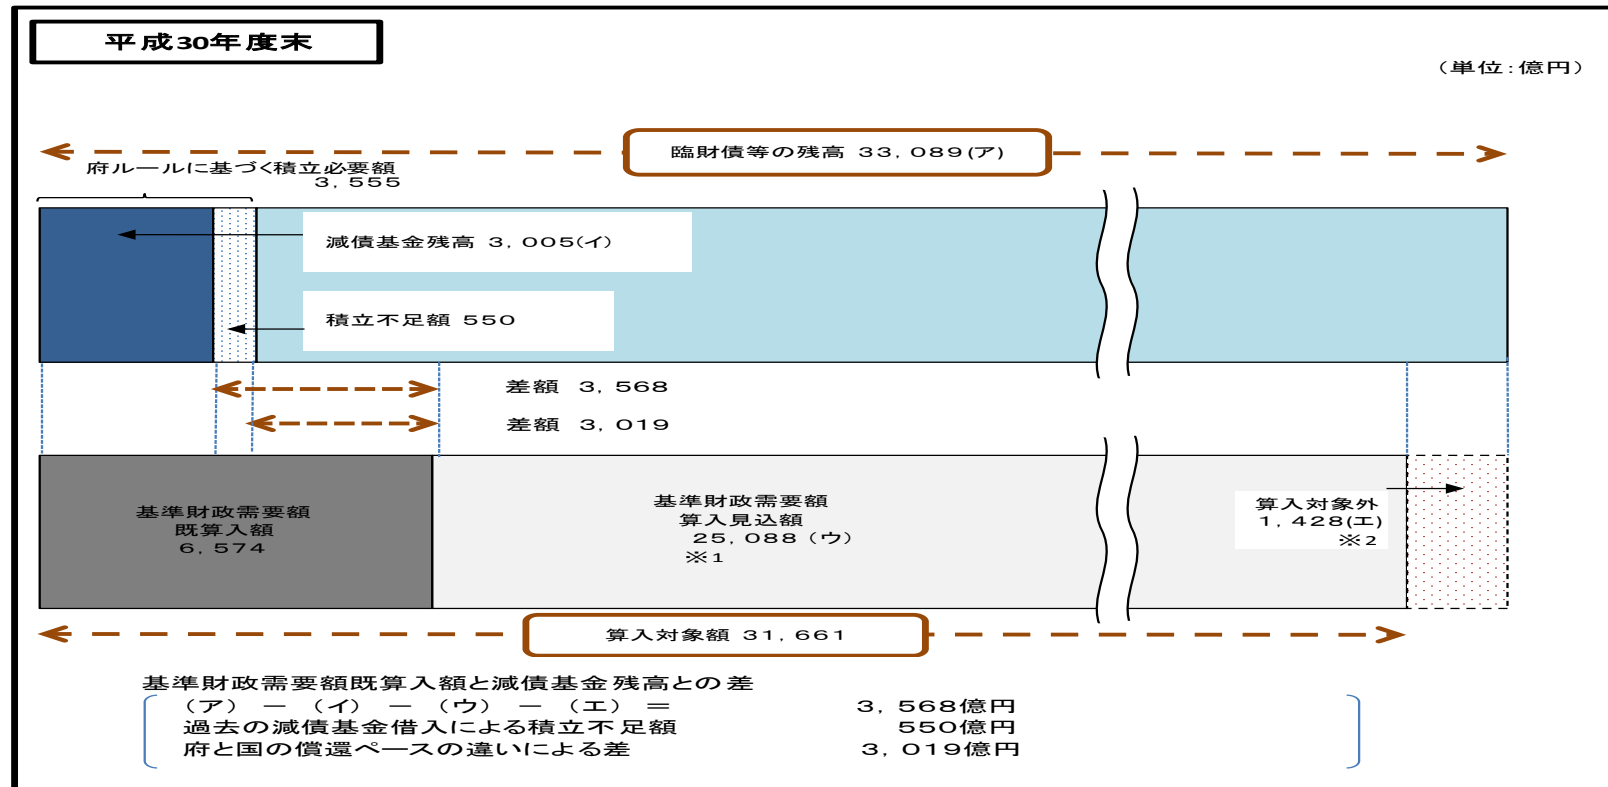 平成30年度末
（単位：億円）
臨財債等の残高 33，089(ア)
府ルールに基づく積立必要額
3，555
減債基金残高 3，005(イ)
積立不足額 550
差額 3，568
差額 3，019
基準財政需要額
既算入額
6，574
基準財政需要額
算入見込額
25，088（ウ）
※1
算入対象外
1，428(エ)
※2
算入対象額 31，661
基準財政需要額既算入額と減債基金残高との差
（ア） － （イ） － （ウ） － （エ） ＝ 3，568億円
過去の減債基金借入による積立不足額 550億円
府と国の償還ペースの違いによる差 3，019億円